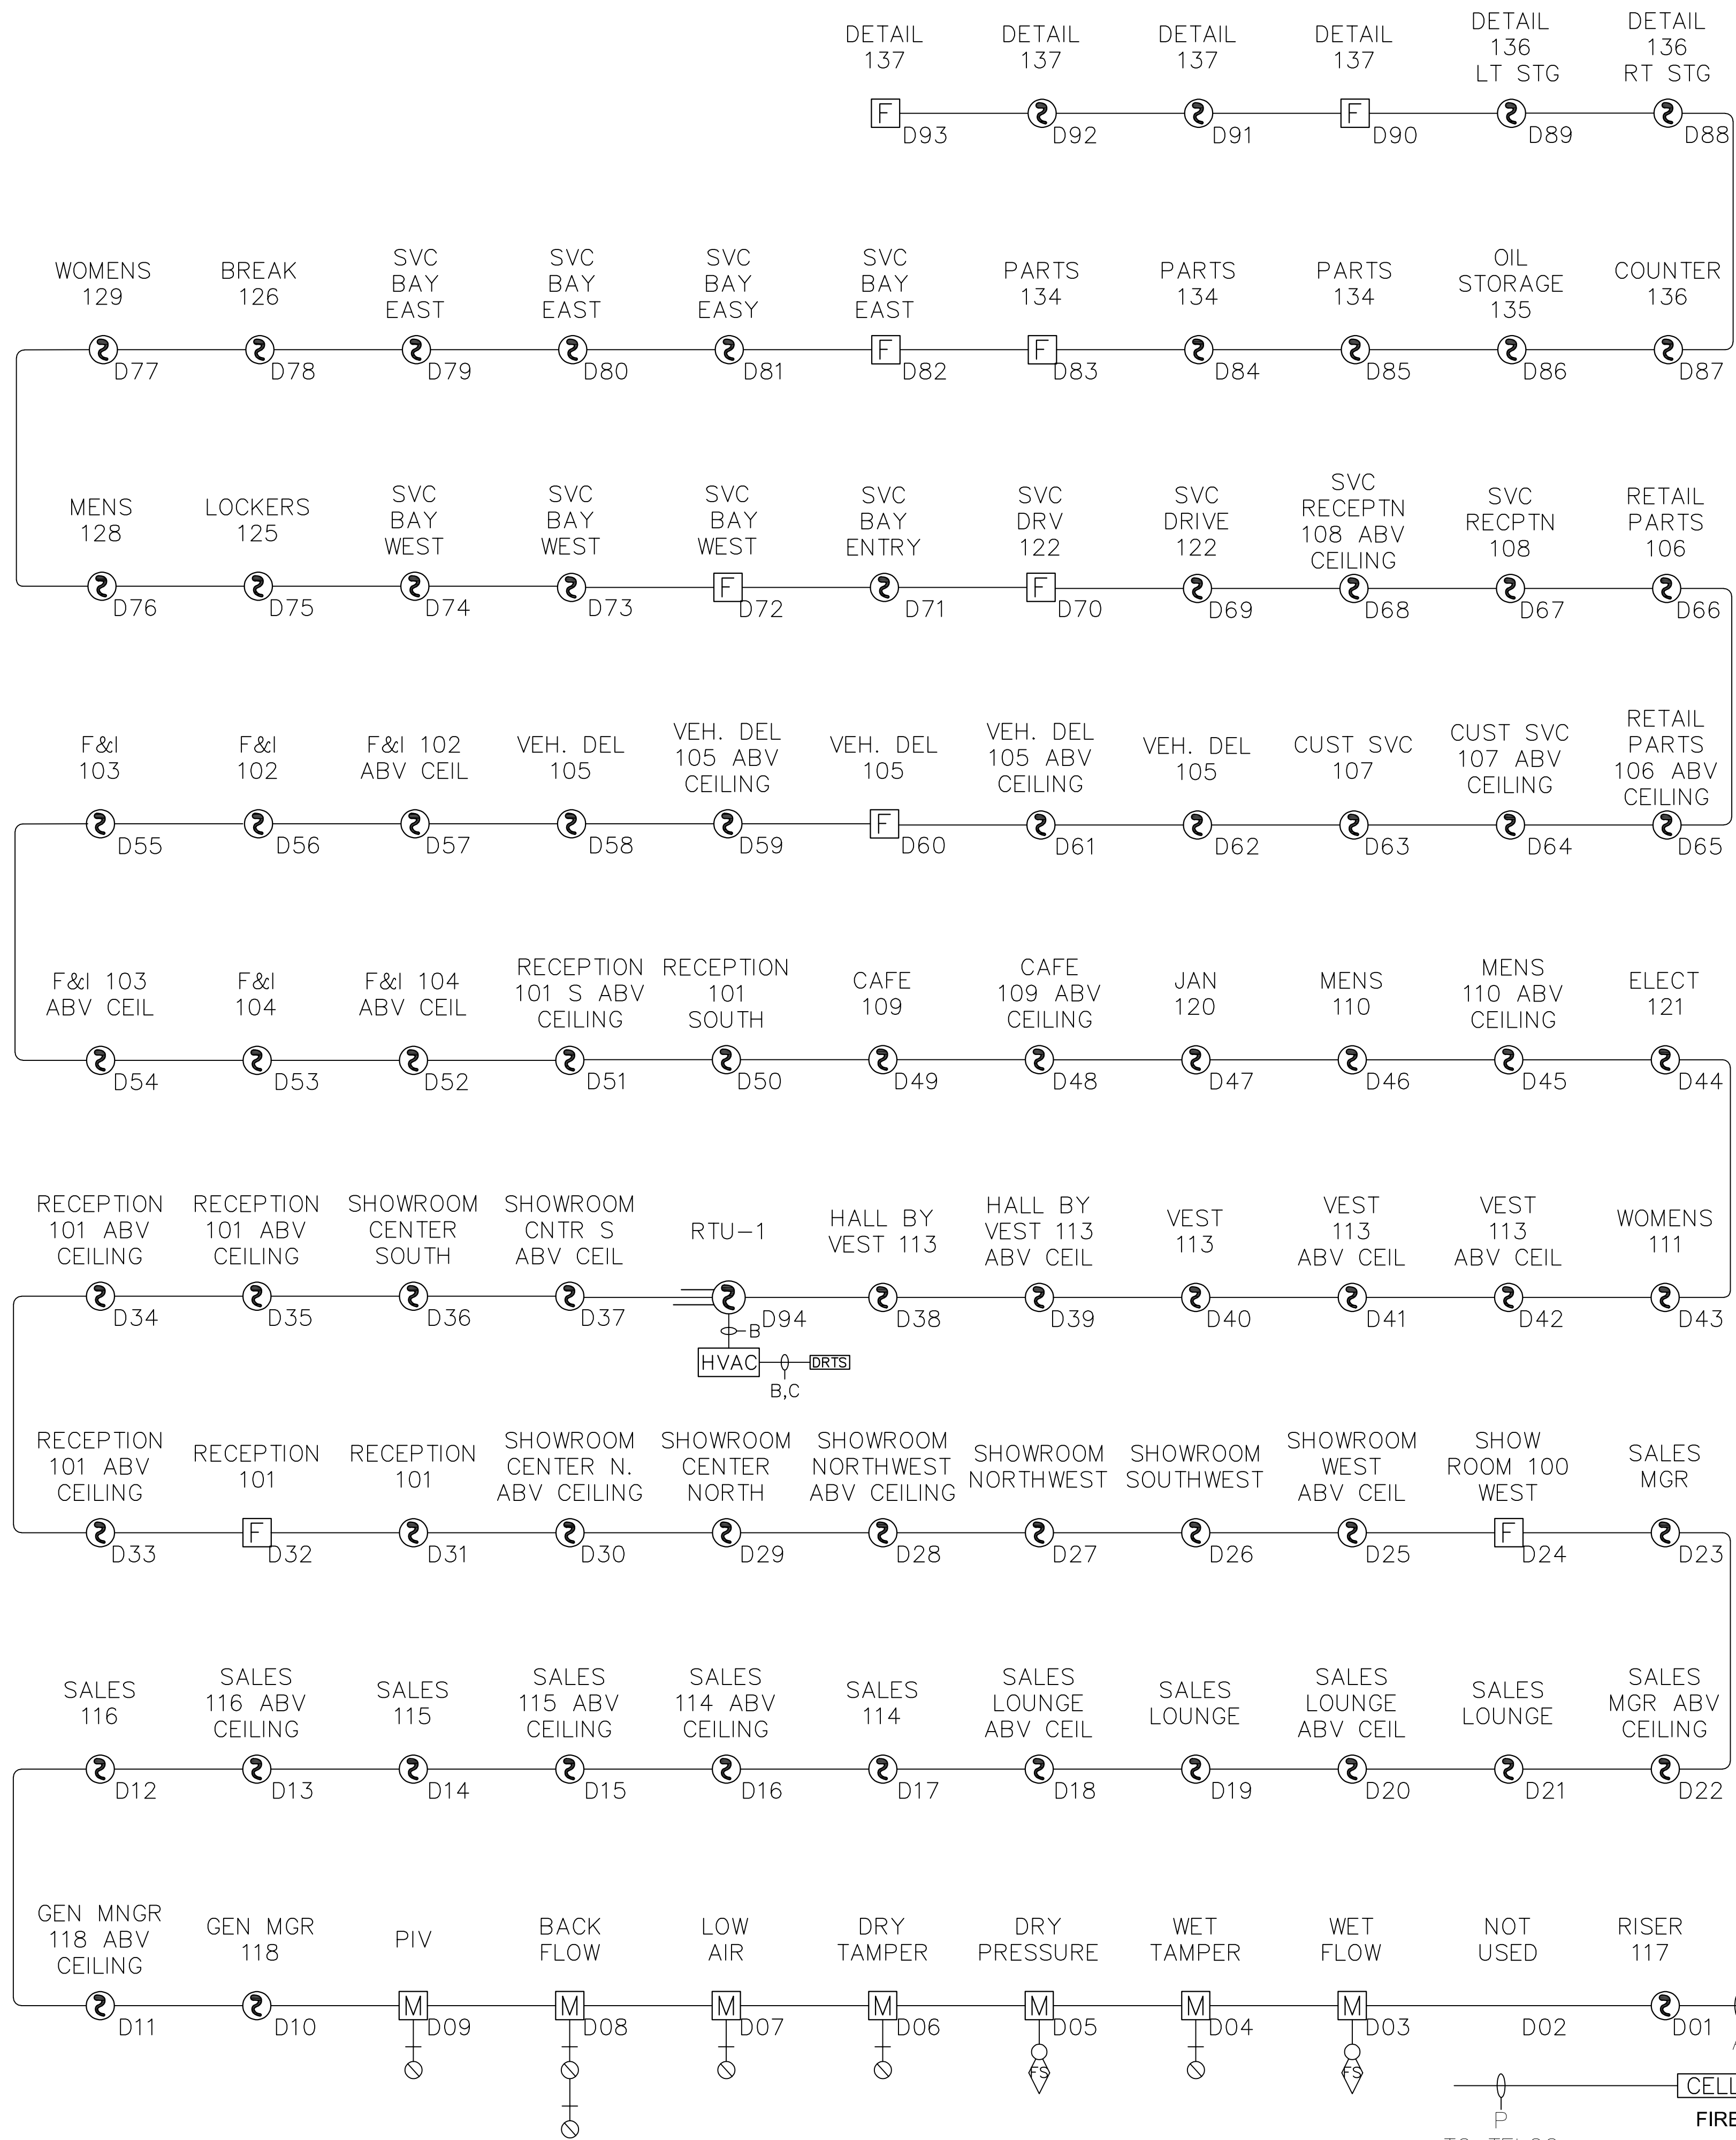 DETAIL
137
DETAIL
137
DETAIL
137
DETAIL
137
DETAIL
136
LT STG
DETAIL
136
RT STG
F
D93
D92
D91
F
D90
D89
D88
WOMENS
129
BREAK
126
SVC
BAY
EAST
SVC
BAY
EAST
SVC
BAY
EASY
SVC
BAY
EAST
PARTS
134
PARTS
134
PARTS
134
OIL
STORAGE
135
COUNTER
136
D77
D78
D79
D80
D81
F
D82
F
D83
D84
D85
D86
D87
MENS
128
LOCKERS
125
SVC
BAY
WEST
SVC
BAY
WEST
SVC
BAY
WEST
SVC
BAY
ENTRY
SVC
DRV
122
SVC
DRIVE
122
SVC
RECEPTN
108 ABV
CEILING
SVC
RECPTN
108
RETAIL
PARTS
106
D76
D75
D74
D73
F
D72
D71
F
D70
D69
D68
D67
D66
F&I
103
F&I
102
F&I 102
ABV CEIL
VEH. DEL
105
VEH. DEL
105 ABV
CEILING
VEH. DEL
105
VEH. DEL
105 ABV
CEILING
VEH. DEL
105
CUST SVC
107
CUST SVC
107 ABV
CEILING
RETAIL
PARTS
106 ABV
CEILING
D55
D56
D57
D58
D59
F
D60
D61
D62
D63
D64
D65
F&I 103
ABV CEIL
F&I
104
F&I 104
ABV CEIL
RECEPTION
101 S ABV
CEILING
RECEPTION
101
SOUTH
CAFE
109
CAFE
109 ABV
CEILING
JAN
120
MENS
110
MENS
110 ABV
CEILING
ELECT
121
D54
D53
D52
D51
D50
D49
D48
D47
D46
D45
D44
RECEPTION
101 ABV
CEILING
RECEPTION
101 ABV
CEILING
SHOWROOM
CENTER
SOUTH
SHOWROOM
CNTR S
ABV CEIL
RTU-1
HALL BY
VEST 113
HALL BY
VEST 113
ABV CEIL
VEST
113
VEST
113
ABV CEIL
VEST
113
ABV CEIL
WOMENS
111
D34
D35
D36
D37
D94
D38
D39
D40
D41
D42
D43
B
HVAC
DRTS
B,C
RECEPTION
101 ABV
CEILING
RECEPTION
101
RECEPTION
101
SHOWROOM
CENTER N.
ABV CEILING
SHOWROOM
CENTER
NORTH
SHOWROOM
NORTHWEST
ABV CEILING
SHOWROOM
NORTHWEST
SHOWROOM
SOUTHWEST
SHOWROOM
WEST
ABV CEIL
SHOW
ROOM 100
WEST
SALES
MGR
D33
F
D32
D31
D30
D29
D28
D27
D26
D25
F
D24
D23
SALES
116
SALES
116 ABV
CEILING
SALES
115
SALES
115 ABV
CEILING
SALES
114 ABV
CEILING
SALES
114
SALES
LOUNGE
ABV CEIL
SALES
LOUNGE
SALES
LOUNGE
ABV CEIL
SALES
LOUNGE
SALES
MGR ABV
CEILING
D12
D13
D14
D15
D16
D17
D18
D19
D20
D21
D22
GEN MNGR
118 ABV
CEILING
GEN MGR
118
PIV
BACK
FLOW
LOW
AIR
DRY
TAMPER
DRY
PRESSURE
WET
TAMPER
WET
FLOW
NOT
USED
RISER
117
D11
D10
M
D09
M
D08
M
D07
M
D06
M
D05
M
D04
M
D03
D02
D01
FS
FS
CELL
P
FIRE